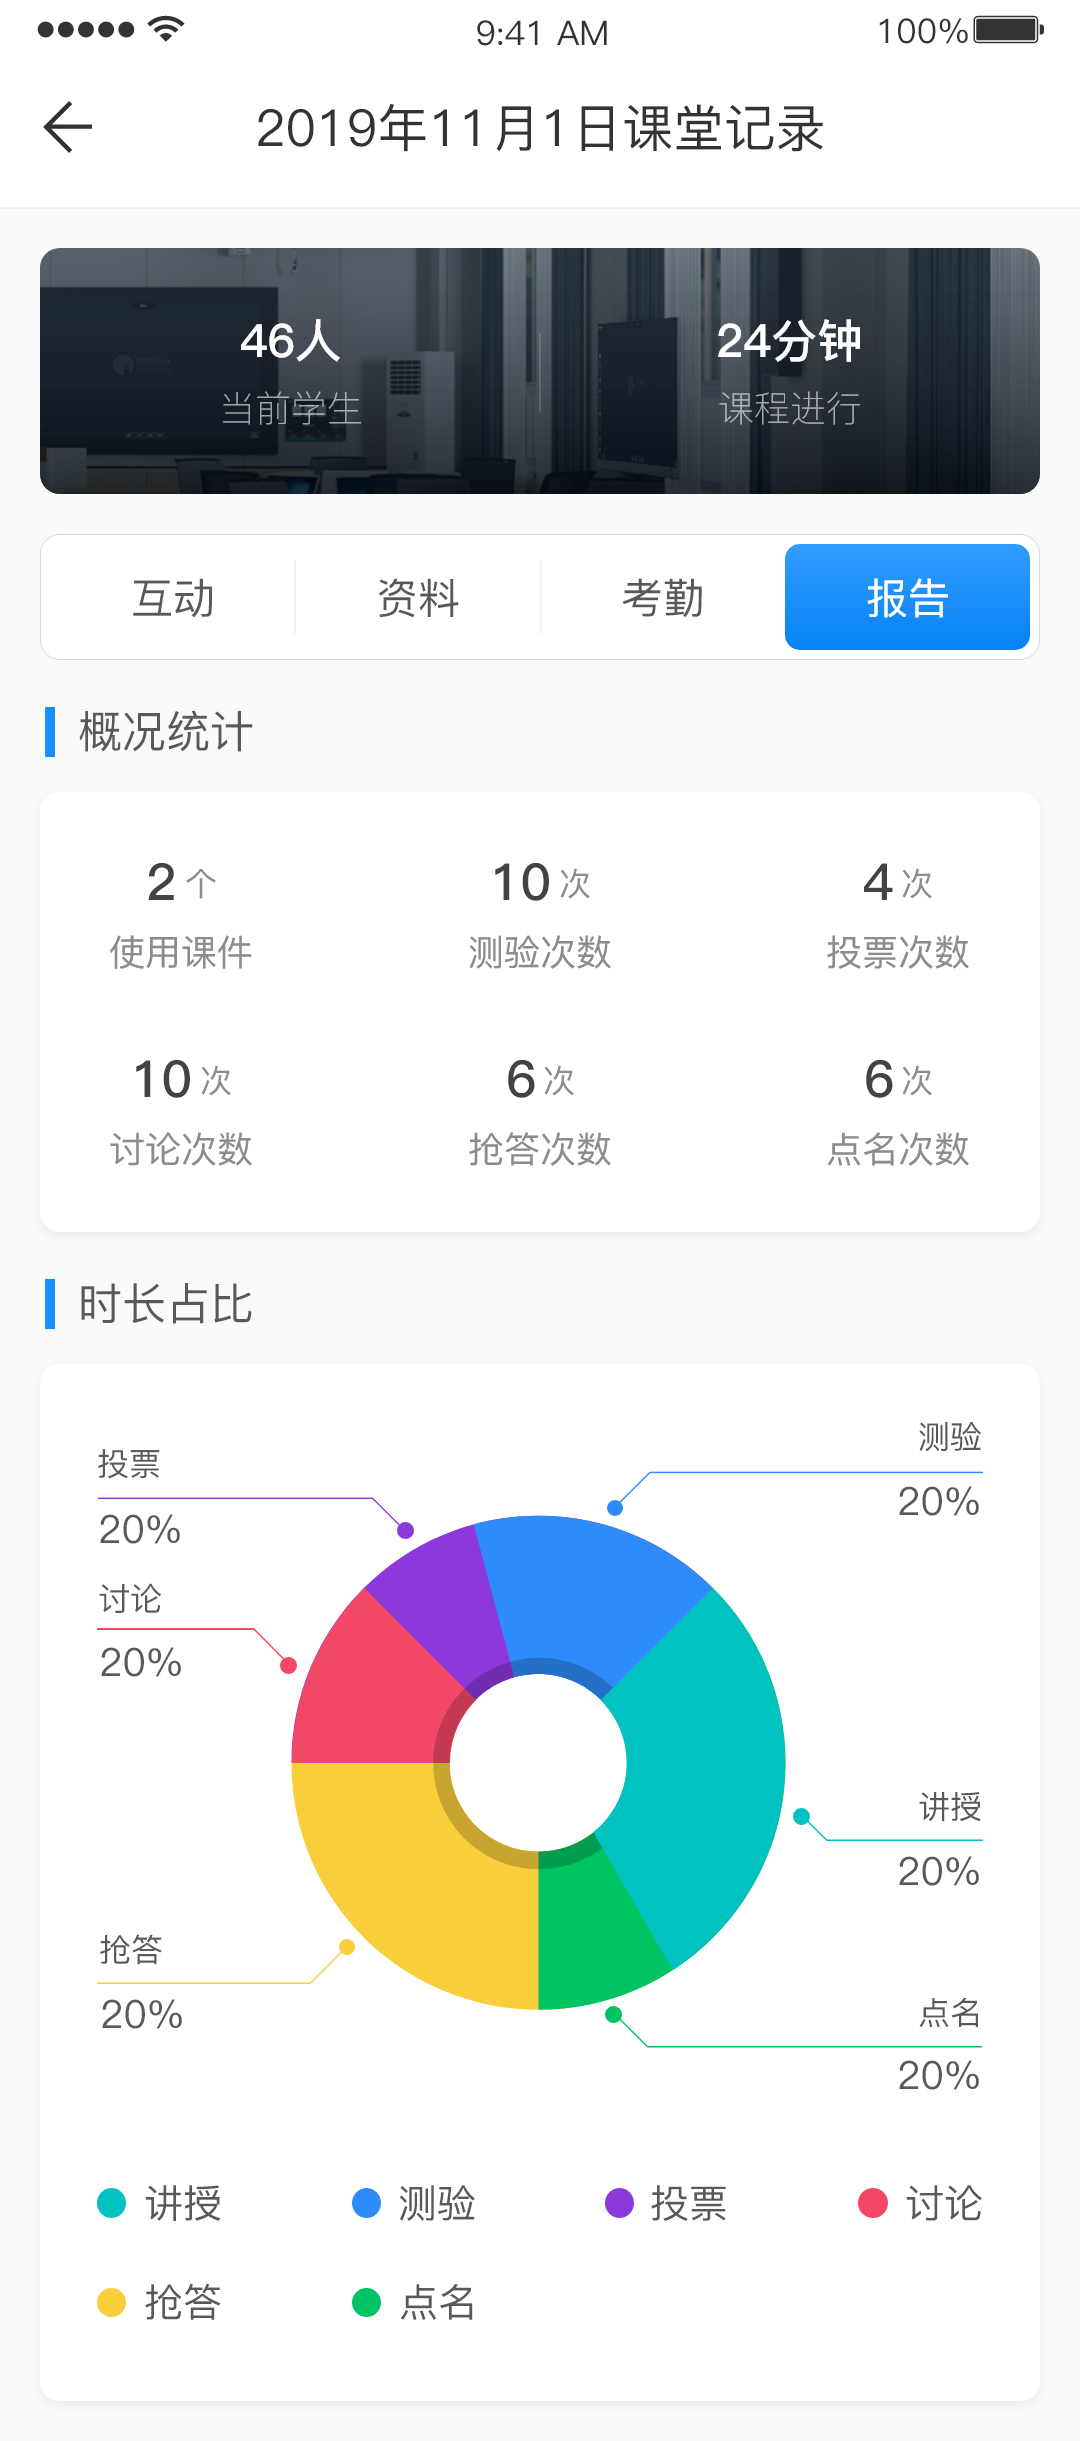 9:41 AM
100%
2019年11月1日课堂记录
46人
24分钟
当前学生
课程进行
互动
资料
考勤
报告
概况统计
2个
10次
4次
使用课件
测验次数
投票次数
10次
6次
6次
讨论次数
抢答次数
点名次数
时长占比
测验
20%
投票
20%
讨论
20%
讲授
20%
抢答
20%
点名
20%
讲授
测验
投票
讨论
抢答
点名